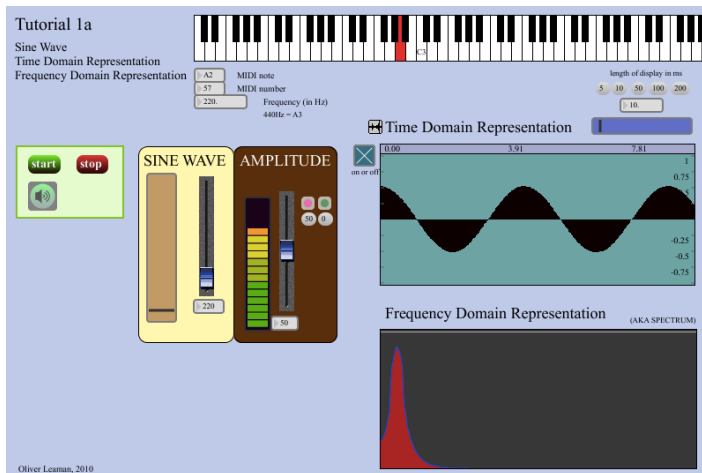 Tutorial 1a
Sine Wave
Time Domain Representation
Frequency Domain Representation
C3
A2 MIDI note
57 MIDI number
220. Frequency (in Hz)
440Hz = A3
length of display in ms
5 10 50 100 200
10.
Time Domain Representation
start stop
SINE WAVE
AMPLITUDE
on or off
0.00 3.91 7.81
1
0.75
0.5
-0.25
-0.5
-0.75
50 0
220
50
Frequency Domain Representation (AKA SPECTRUM)
Oliver Leaman, 2010